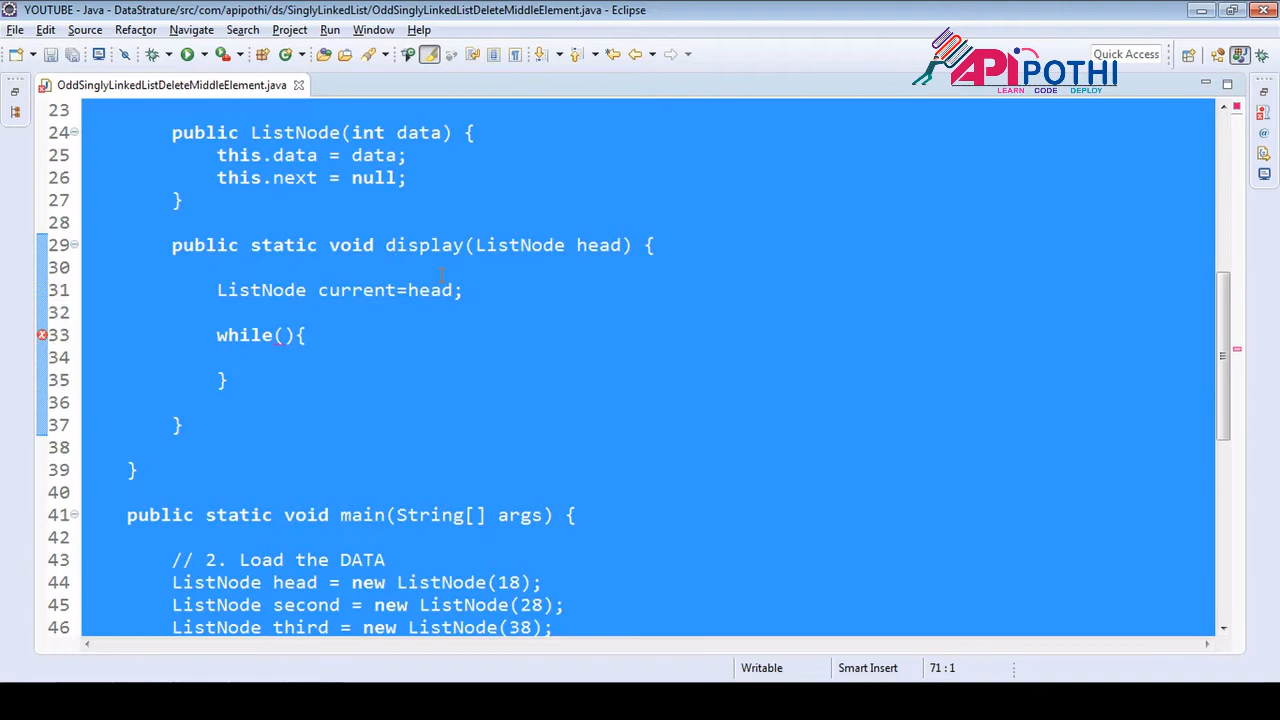 YOUTUBE - Java - DataStrature/src/com/apipothi/ds/SinglyLinkedList/OddSinglyLinkedListDeleteMiddleElement.java - Eclipse
File Edit Source Refactor Navigate Search Project Run Window Help
Quick Access
APIPOTHI
LEARN CODE DEPLOY
OddSinglyLinkedListDeleteMiddleElement.java
23
24 public ListNode(int data) {
25 this.data = data;
26 this.next = null;
27 }
28
29 public static void display(ListNode head) {
30
31 ListNode current=head;
32
33 while(){
34
35 }
36
37 }
38
39 }
40
41 public static void main(String[] args) {
42
43 // 2. Load the DATA
44 ListNode head = new ListNode(18);
45 ListNode second = new ListNode(28);
46 ListNode third = new ListNode(38);
Writable Smart Insert 71 : 1